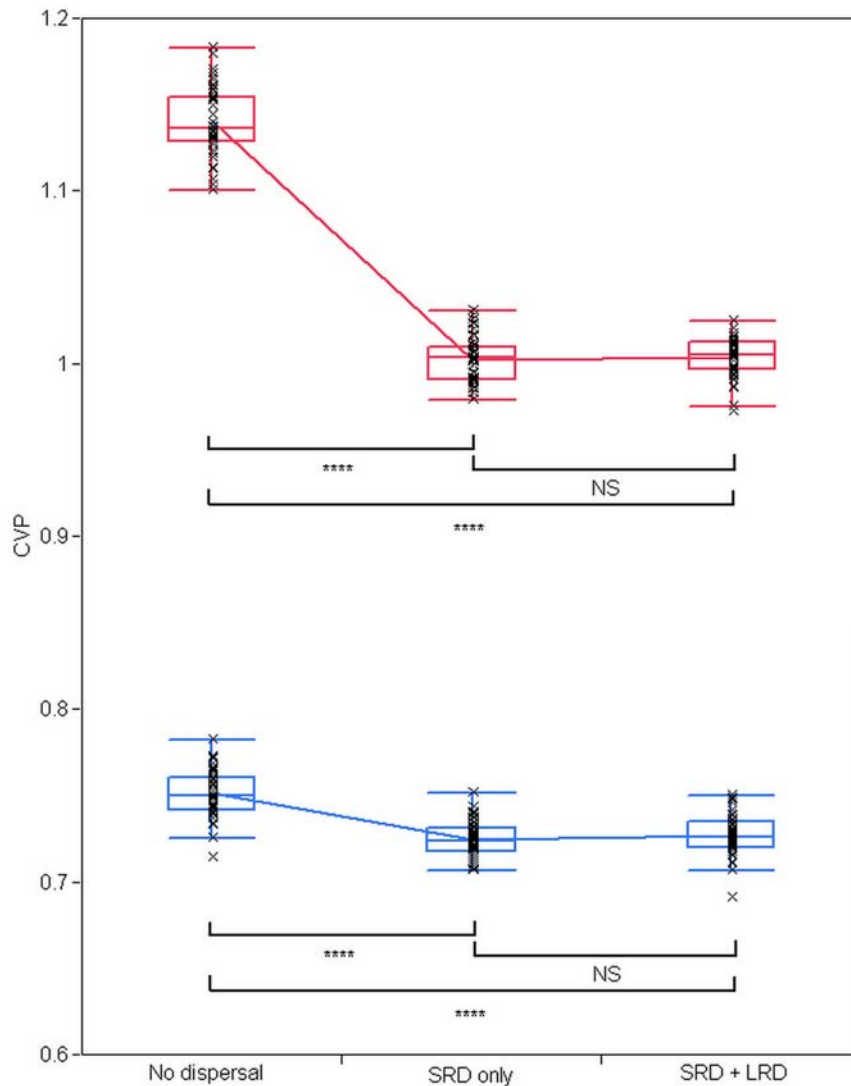 1.2
1.1
1
****
NS
****
0.9
CVP
0.8
0.7
****
NS
****
0.6
No dispersal SRD only SRD + LRD